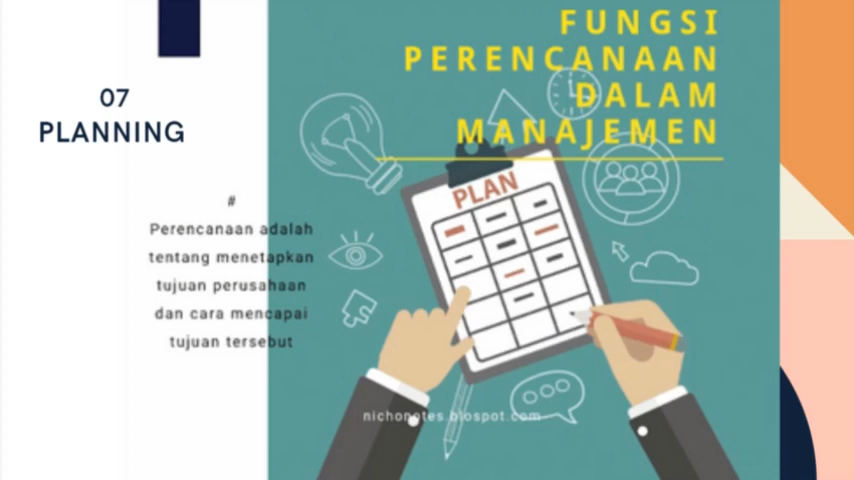 07
PLANNING
#
Perencanaan adalah
tentang menetapkan
tujuan perusahaan
dan cara mencapai
tujuan tersebut
FUNGSI
PERENCANAAN
DALAM
MANAJEMEN
PLAN
nichonotes.blospot.com